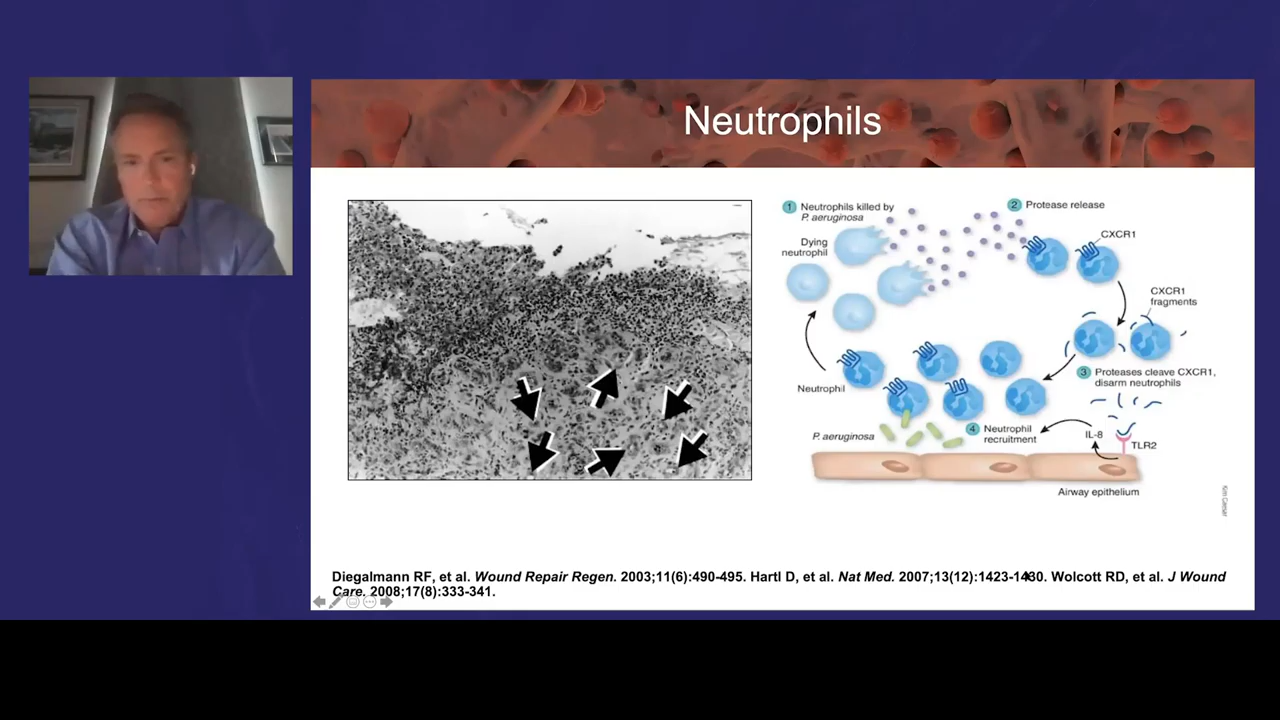 Neutrophils
1 Neutrophils killed by
P. aeruginosa
Dying
neutrophil
2 Protease release
CXCR1
CXCR1
fragments
3 Proteases cleave CXCR1,
disarm neutrophils
Neutrophil
P. aeruginosa
4 Neutrophil
recruitment
IL-8
TLR2
Airway epithelium
Kim Caesar
Diegalmann RF, et al. Wound Repair Regen. 2003;11(6):490-495. Hartl D, et al. Nat Med. 2007;13(12):1423-1430. Wolcott RD, et al. J Wound
Care. 2008;17(8):333-341.